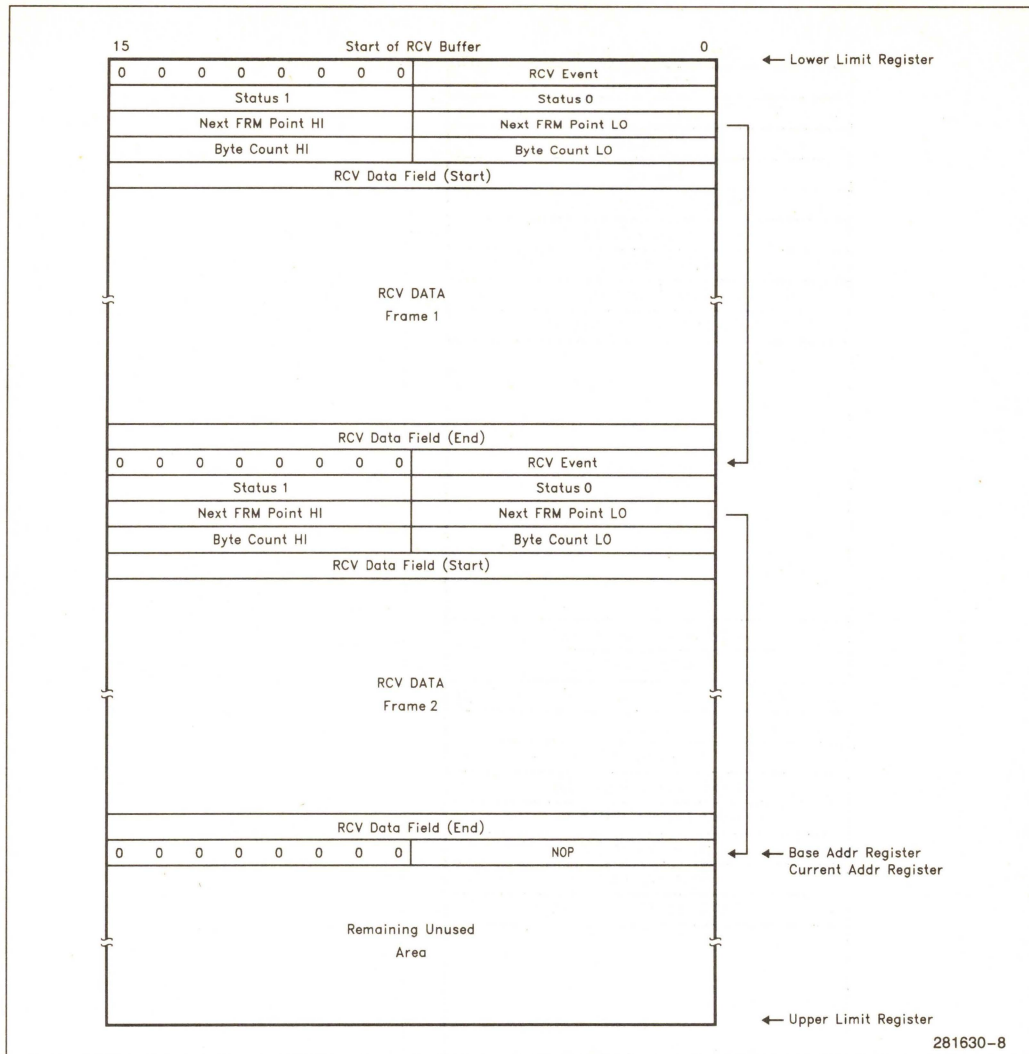 15 Start of RCV Buffer 0
← Lower Limit Register
0 0 0 0 0 0 0 0 RCV Event
Status 1 Status 0
Next FRM Point HI Next FRM Point LO
Byte Count HI Byte Count LO
RCV Data Field (Start)
RCV DATA
Frame 1
RCV Data Field (End)
0 0 0 0 0 0 0 0 RCV Event
Status 1 Status 0
Next FRM Point HI Next FRM Point LO
Byte Count HI Byte Count LO
RCV Data Field (Start)
RCV DATA
Frame 2
RCV Data Field (End)
0 0 0 0 0 0 0 0 NOP
← Base Addr Register
Current Addr Register
Remaining Unused
Area
← Upper Limit Register
281630-8